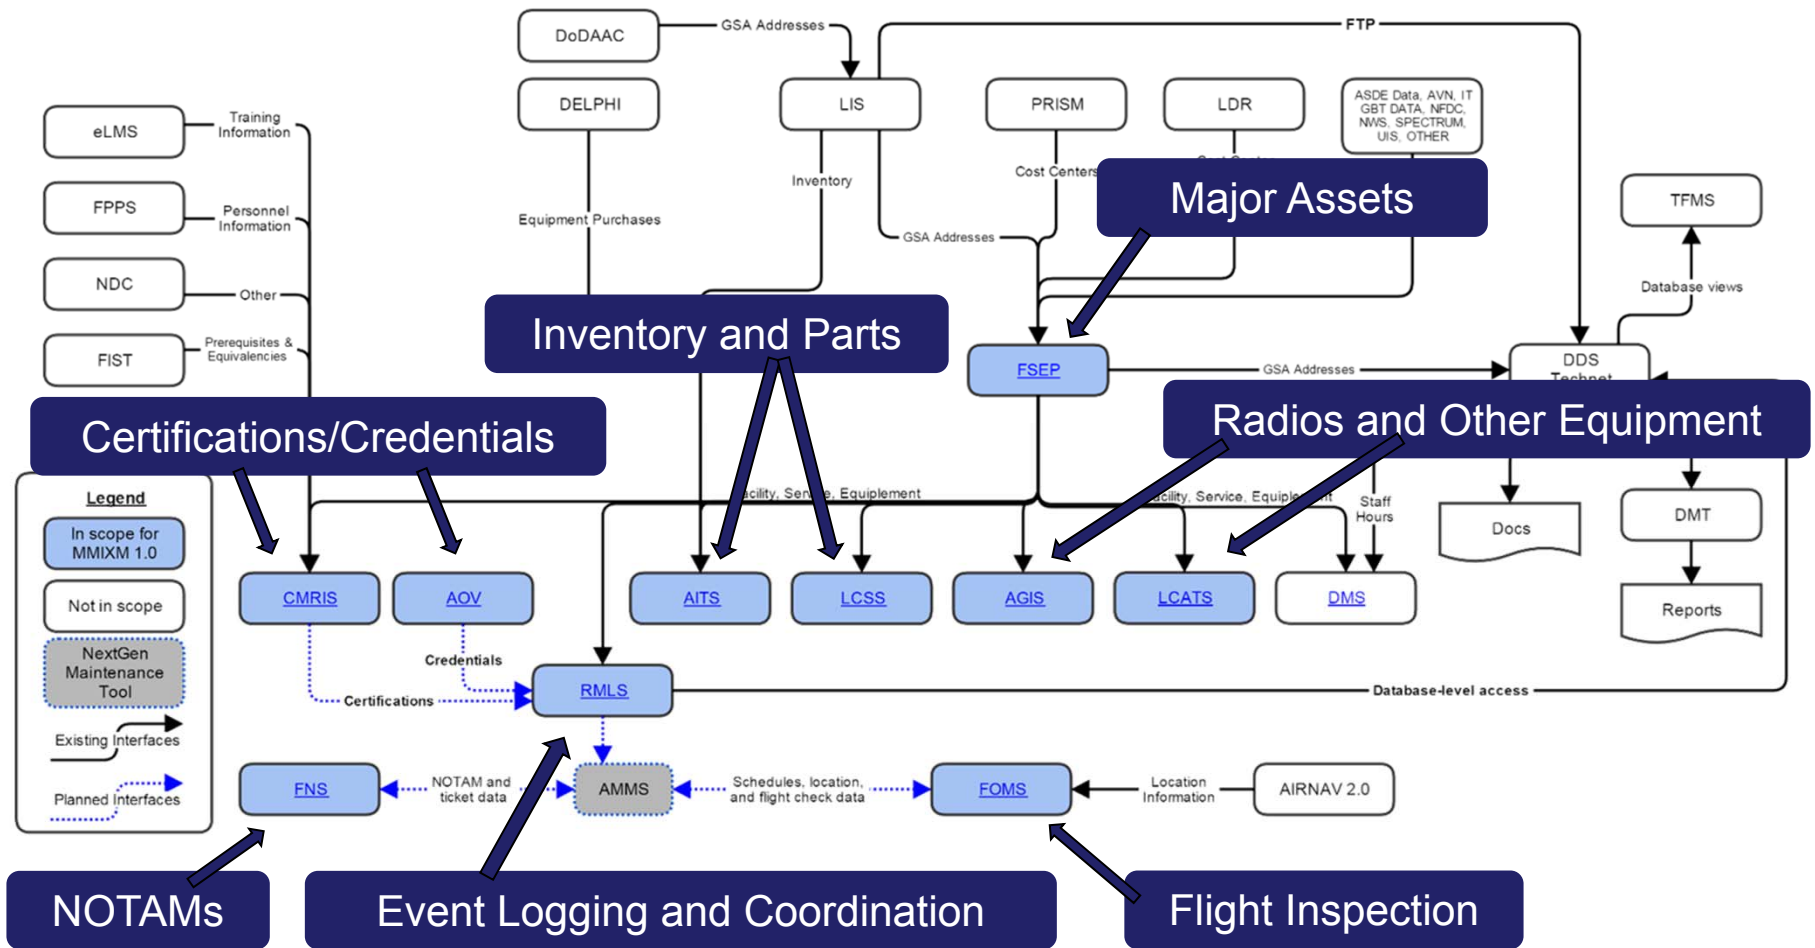 DoDAAC
GSA Addresses
FTP
DELPHI
LIS
PRISM
LDR
ASDE Data, AVN, IT
GBT DATA, NFDC,
NWS, SPECTRUM,
UIS, OTHER
eLMS
Training
Information
FPPS
Personnel
Information
NDC
Other
FIST
Prerequisites &
Equivalencies
Equipment Purchases
Inventory
GSA Addresses
Cost Centers
Major Assets
TFMS
Database views
Inventory and Parts
FSEP
GSA Addresses
DDS
Technet
Certifications/Credentials
Radios and Other Equipment
Legend
In scope for
MMIXM 1.0
Not in scope
NextGen
Maintenance
Tool
Existing Interfaces
Planned Interfaces
acility, Service, Equiplement
acility, Service, Equiplement
Staff
Hours
Docs
DMT
Reports
CMRIS
AOV
AITS
LCSS
AGIS
LCATS
DMS
Credentials
Certifications
RMLS
Database-level access
FNS
NOTAM and
ticket data
AMMS
Schedules, location,
and flight check data
FOMS
Location
Information
AIRNAV 2.0
NOTAMs
Event Logging and Coordination
Flight Inspection